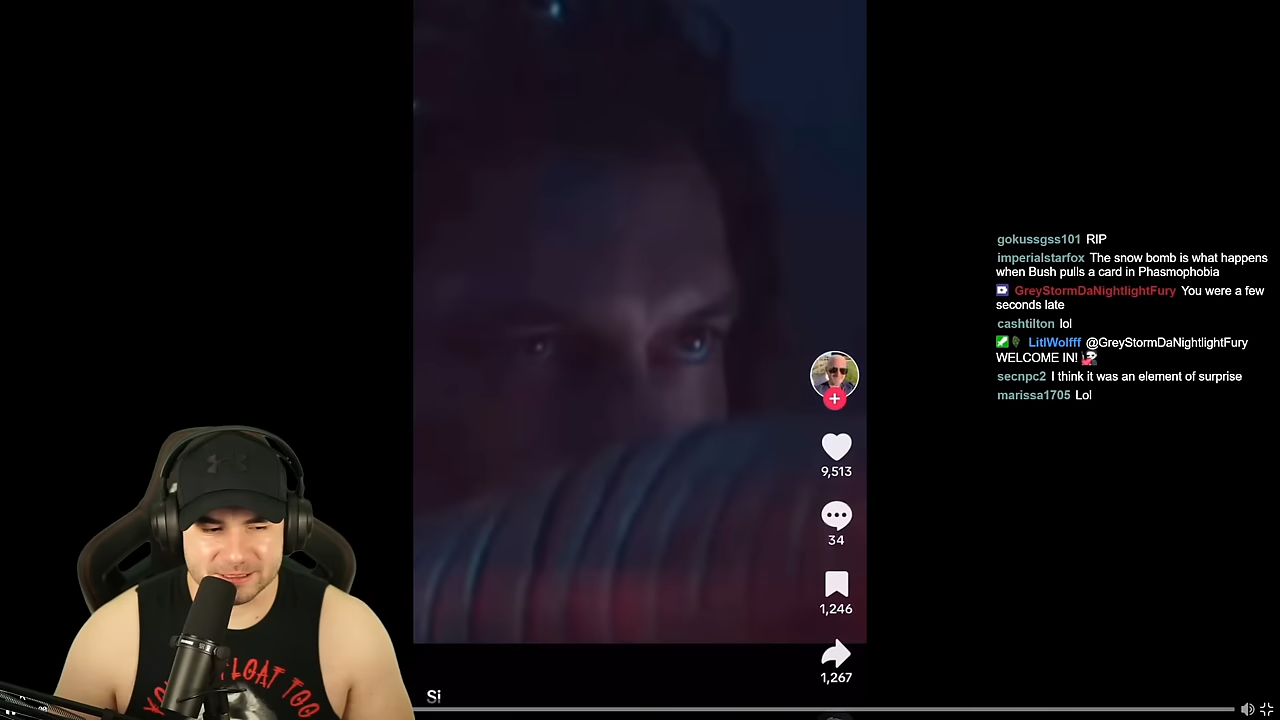 gokussgss101 RIP
imperialstarfox The snow bomb is what happens
when Bush pulls a card in Phasmophobia
GreyStormDaNightlightFury You were a few
seconds late
cashtilton lol
LitlWolfff @GreyStormDaNightlightFury
WELCOME IN!
secnpc2 I think it was an element of surprise
marissa1705 Lol
9,513
34
1,246
1,267
FLOAT TOO
Si